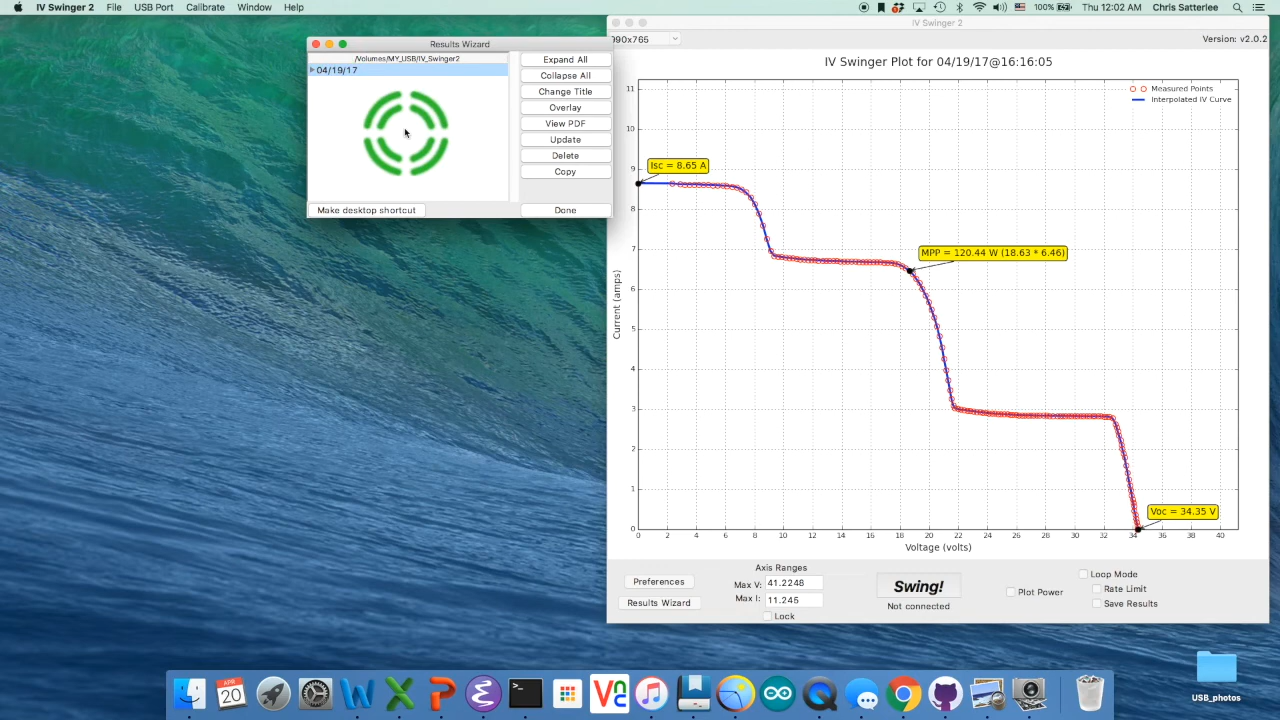 IV Swinger 2 File USB Port Calibrate Window Help
100% Thu 12:02 AM Chris Satterlee
Results Wizard
/Volumes/MY_USB/IV_Swinger2
04/19/17
Expand All
Collapse All
Change Title
Overlay
View PDF
Update
Delete
Copy
Make desktop shortcut
Done
IV Swinger 2
990x765
Version: v2.0.2
IV Swinger Plot for 04/19/17@16:16:05
Measured Points
Interpolated IV Curve
Isc = 8.65 A
MPP = 120.44 W (18.63 * 6.46)
Voc = 34.35 V
Current (amps)
11
10
9
8
7
6
5
4
3
2
1
0
0 2 4 6 8 10 12 14 16 18 20 22 24 26 28 30 32 34 36 38 40
Voltage (volts)
Preferences
Results Wizard
Axis Ranges
Max V: 41.2248
Max I: 11.245
Lock
Swing!
Not connected
Plot Power
Loop Mode
Rate Limit
Save Results
USB_photos
APR
20
W
X
P
>_